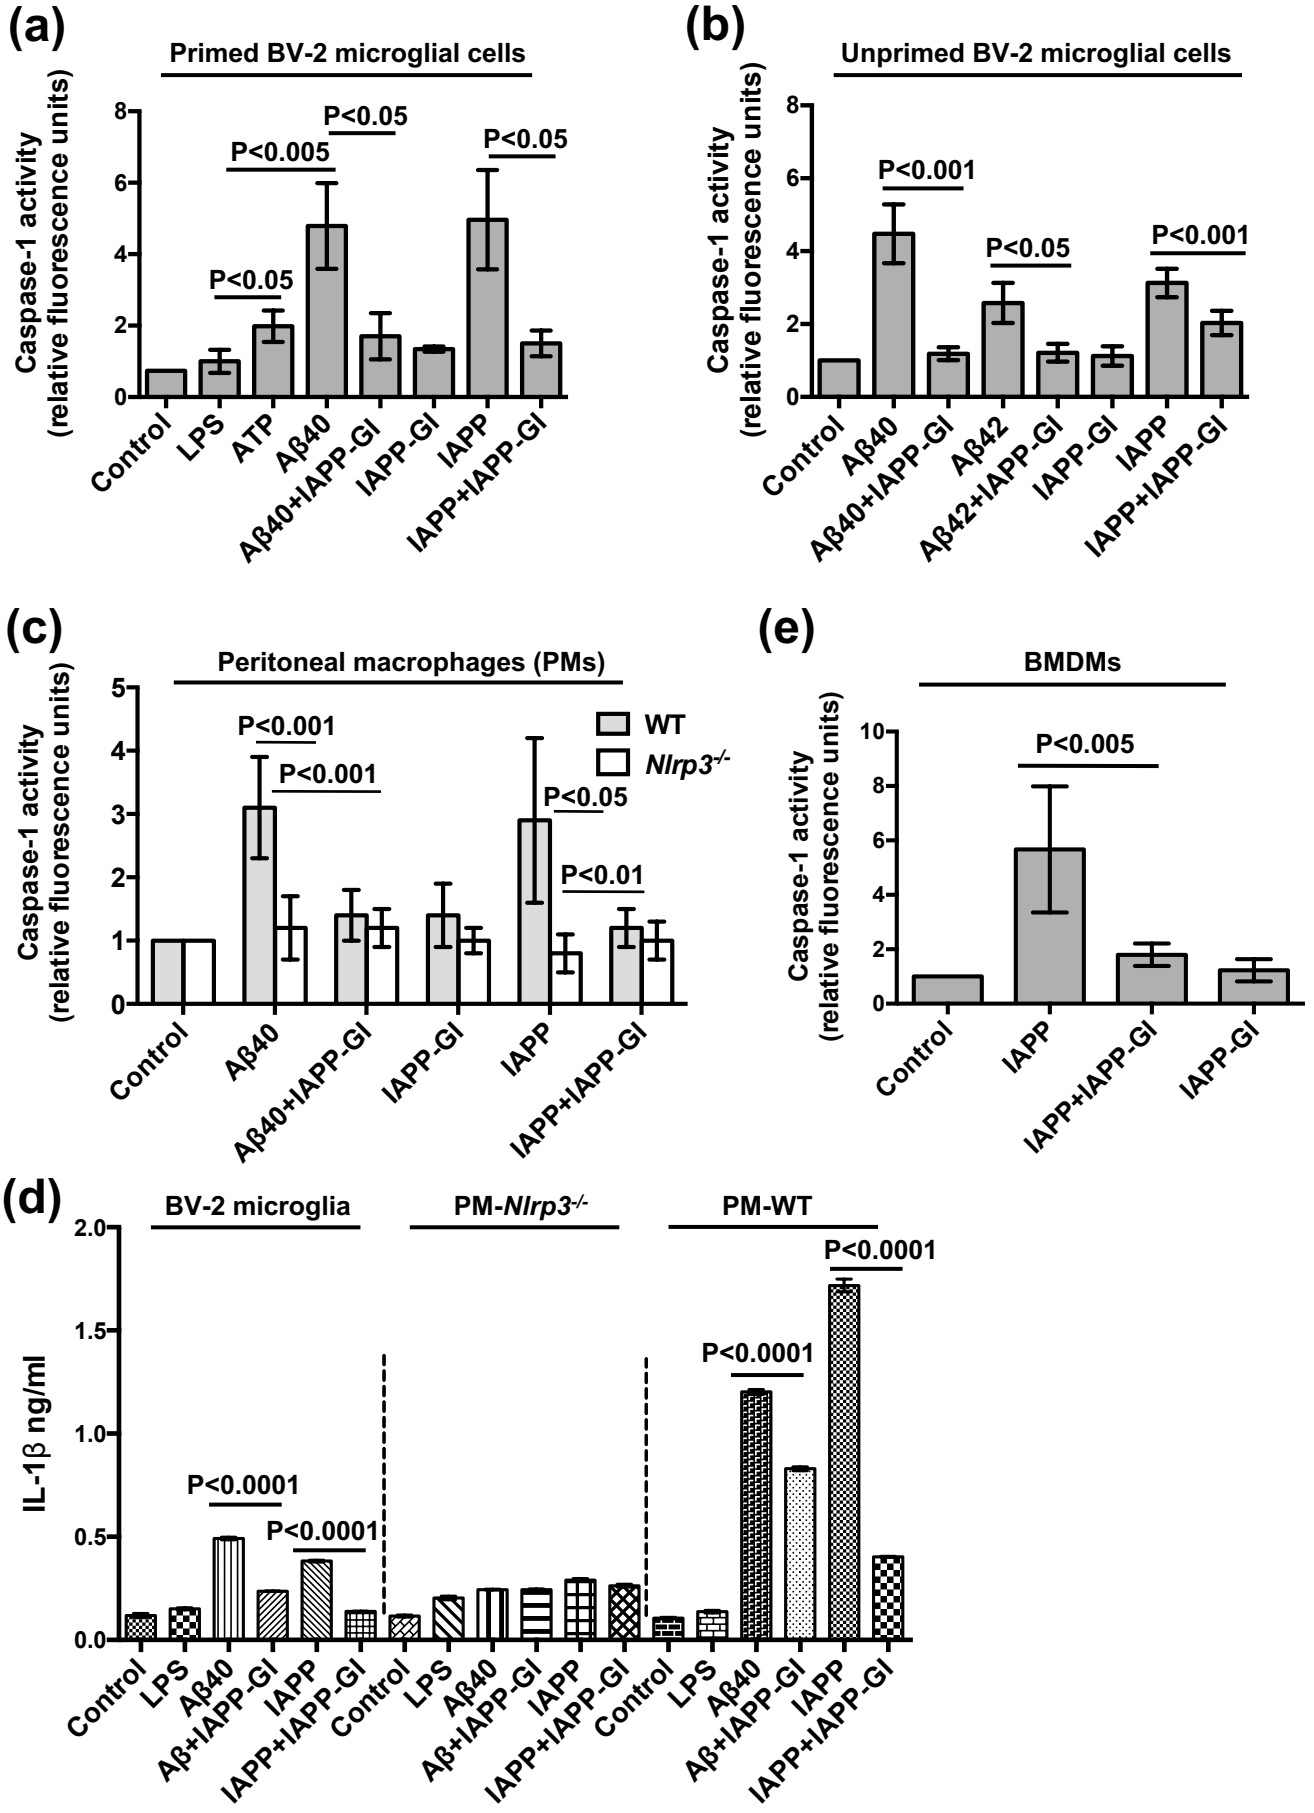 (a)
Primed BV-2 microglial cells
Caspase-1 activity
(relative fluorescence units)
8
6
4
2
0
P<0.05
P<0.005
P<0.05
P<0.05
Control
LPS
ATP
Aβ40
Aβ40+IAPP-GI
IAPP-GI
IAPP
IAPP+IAPP-GI
(b)
Unprimed BV-2 microglial cells
Caspase-1 activity
(relative fluorescence units)
8
6
4
2
0
P<0.001
P<0.05
P<0.001
Control
Aβ40
Aβ40+IAPP-GI
Aβ42
Aβ42+IAPP-GI
IAPP-GI
IAPP
IAPP+IAPP-GI
(c)
Peritoneal macrophages (PMs)
Caspase-1 activity
(relative fluorescence units)
5
4
3
2
1
0
WT
Nlrp3-/-
P<0.001
P<0.001
P<0.05
P<0.01
Control
Aβ40
Aβ40+IAPP-GI
IAPP-GI
IAPP
IAPP+IAPP-GI
(e)
BMDMs
Caspase-1 activity
(relative fluorescence units)
10
8
6
4
2
0
P<0.005
Control
IAPP
IAPP+IAPP-GI
IAPP-GI
(d)
BV-2 microglia
PM-Nlrp3-/-
PM-WT
IL-1β ng/ml
2.0
1.5
1.0
0.5
0.0
P<0.0001
P<0.0001
P<0.0001
P<0.0001
Control
LPS
Aβ40
Aβ+IAPP-GI
IAPP
IAPP+IAPP-GI
Control
LPS
Aβ40
Aβ+IAPP-GI
IAPP
IAPP+IAPP-GI
Control
LPS
Aβ40
Aβ+IAPP-GI
IAPP
IAPP+IAPP-GI